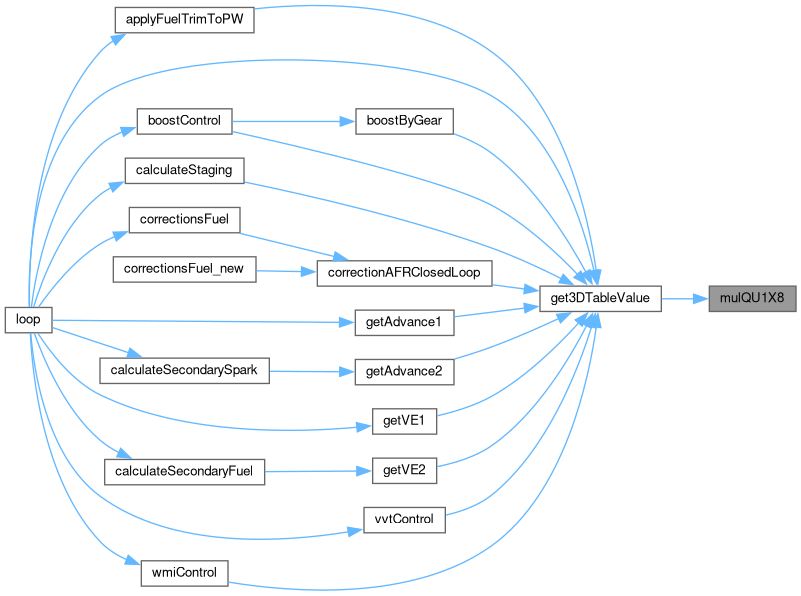 applyFuelTrimToPW
boostControl
boostByGear
calculateStaging
correctionsFuel
correctionsFuel_new
correctionAFRClosedLoop
get3DTableValue
mulQU1X8
loop
getAdvance1
calculateSecondarySpark
getAdvance2
getVE1
calculateSecondaryFuel
getVE2
vvtControl
wmiControl